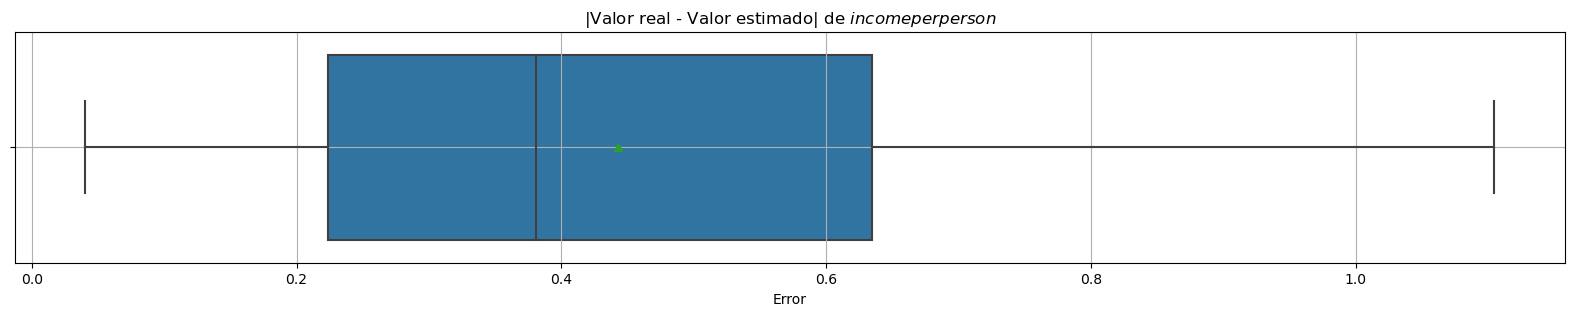 |Valor real - Valor estimado| de incomeperperson
0.0 0.2 0.4 0.6 0.8 1.0
Error